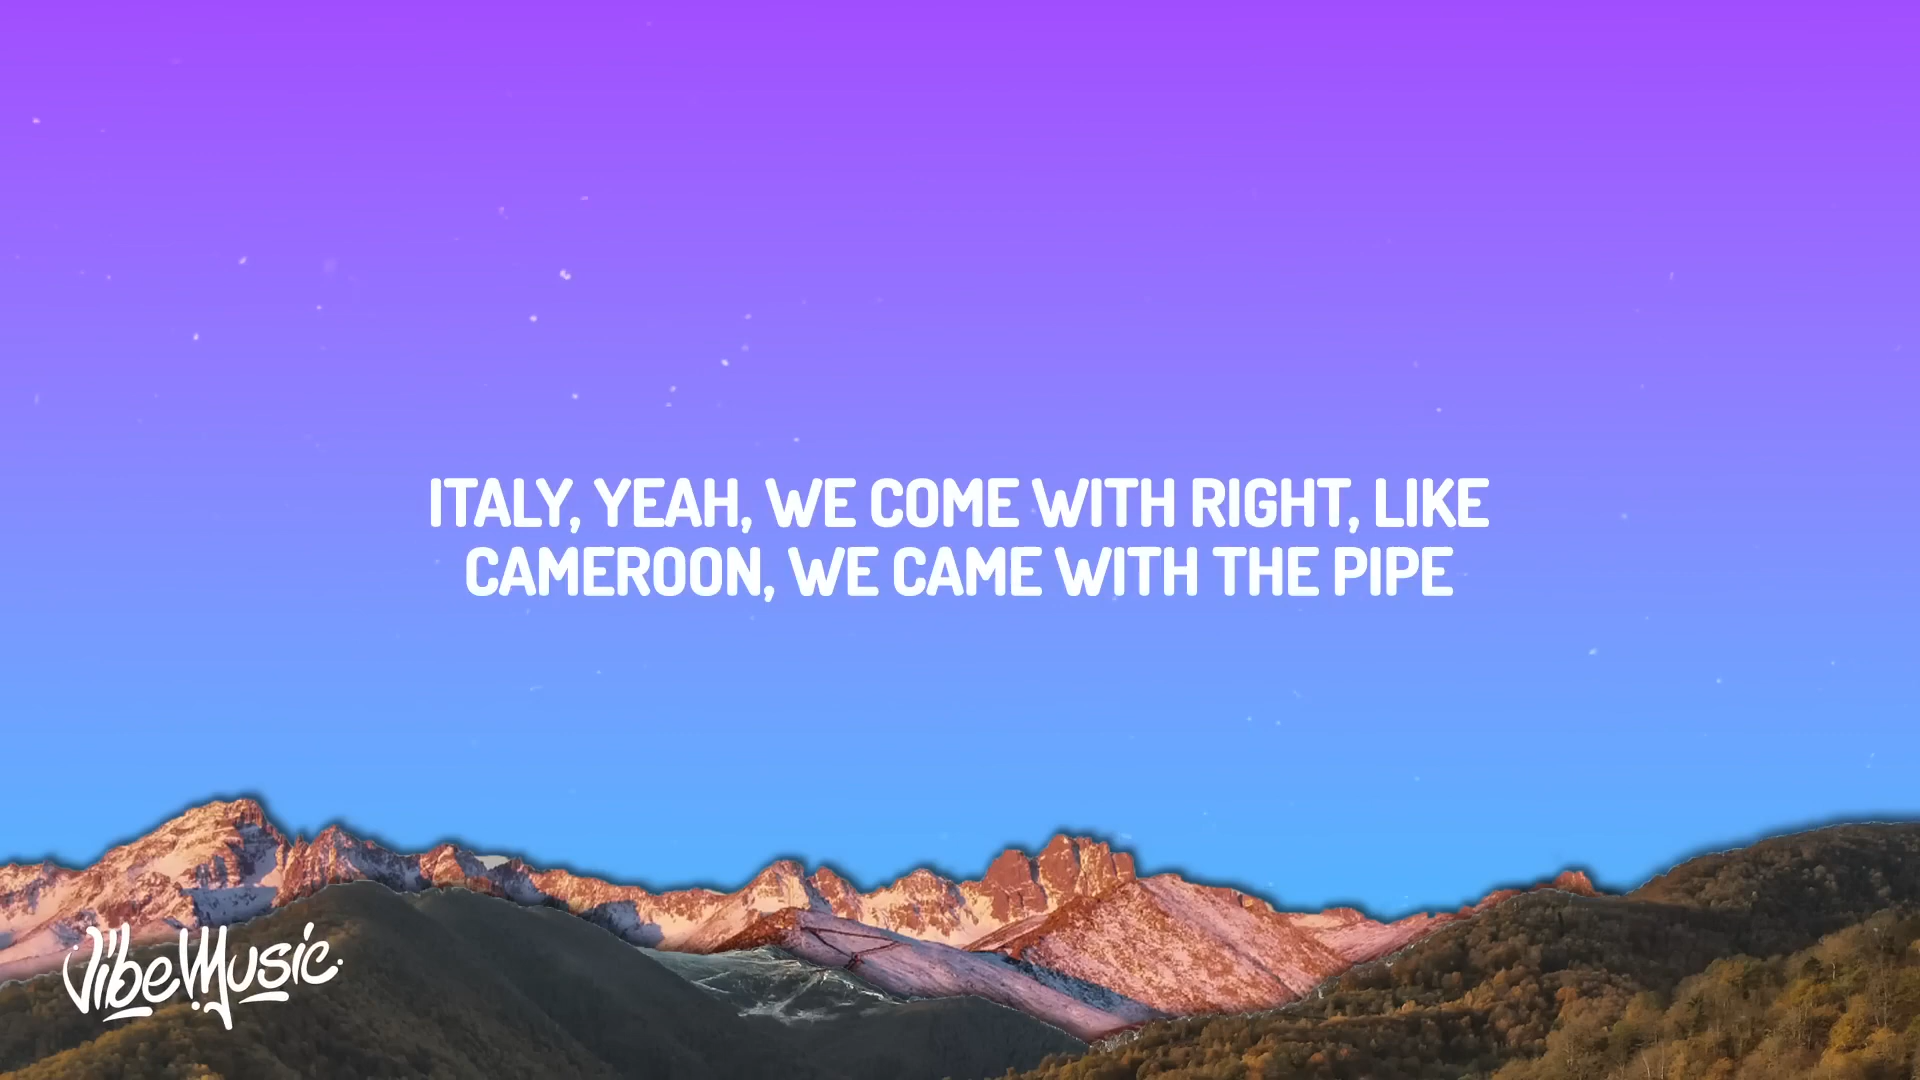 ITALY, YEAH, WE COME WITH RIGHT, LIKE
CAMEROON, WE CAME WITH THE PIPE
VibeMusic.